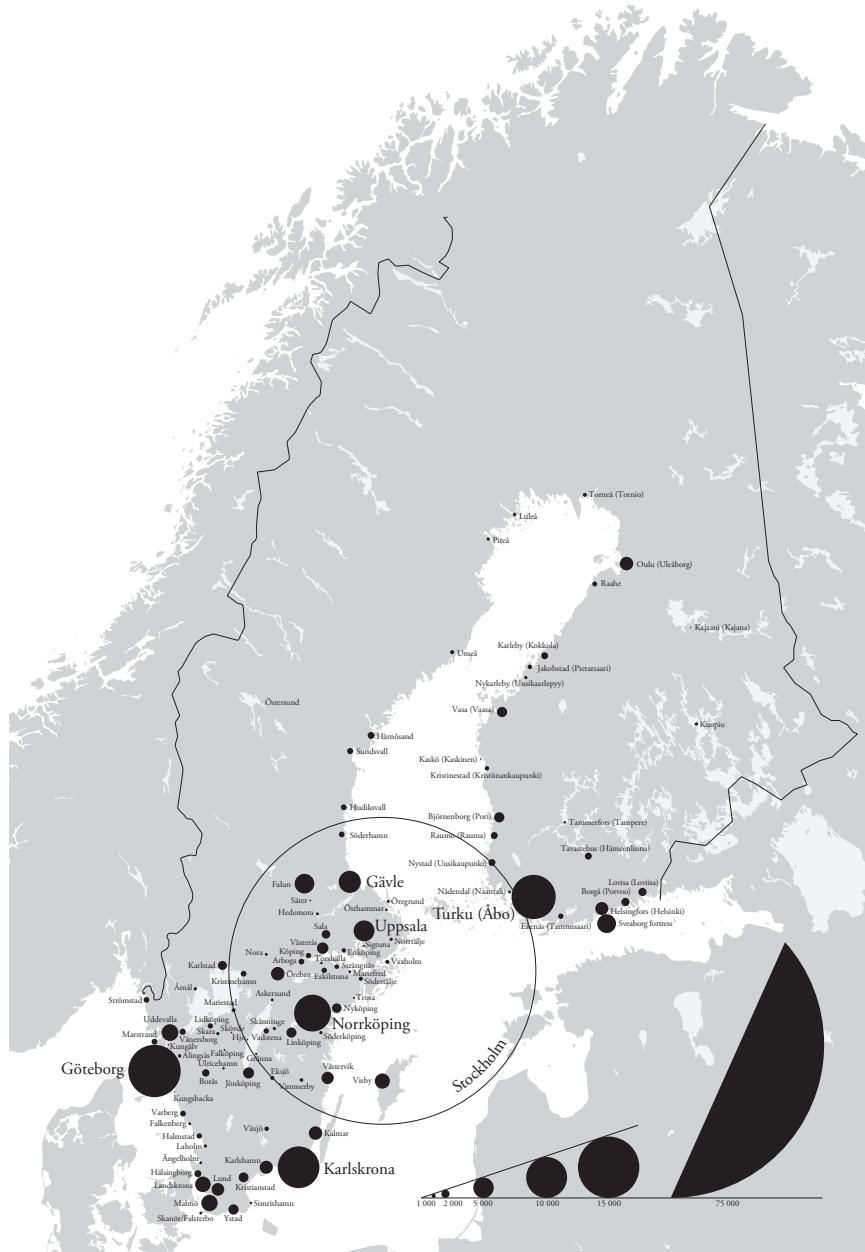 Torneå (Tornio)
Luleå
Piteå
Oulu (Uleåborg)
Raahe
Kajaani (Kajana)
Karleby (Kokkola)
Umeå
Jakobstad (Pietarsaari)
Nykarleby (Uusikaarlepyy)
Östersund
Vasa (Vaasa)
Kuopio
Härnösand
Sundsvall
Kaskö (Kaskinen)
Kristinestad (Kristiinankaupunki)
Hudiksvall
Björneborg (Pori)
Tammerfors (Tampere)
Söderhamn
Raumo (Rauma)
Tavastehus (Hämeenlinna)
Nystad (Uusikaupunki)
Falun
Gävle
Lovisa (Loviisa)
Nådendal (Naantali)
Borgå (Porvoo)
Säter
Öregrund
Östhammar
Hedemora
Turku (Åbo)
Helsingfors (Helsinki)
Ekenäs (Tammisaari)
Sveaborg fortress
Sala
Uppsala
Västerås
Sigtuna
Norrtälje
Nora
Köping
Enköping
Arboga
Torshälla
Vaxholm
Karlstad
Strängnäs
Kristinehamn
Örebro
Eskilstuna
Mariefred
Södertälje
Åmål
Askersund
Trosa
Strömstad
Mariestad
Nyköping
Uddevalla
Lidköping
Skänninge
Norrköping
Skara
Skövde
Marstrand
Vänersborg
Hjo
Vadstena
Linköping
Söderköping
Kungälv
Alingsås
Falköping
Gränna
Stockholm
Göteborg
Ulricehamn
Eksjö
Västervik
Borås
Jönköping
Vimmerby
Visby
Kungsbacka
Varberg
Falkenberg
Växjö
Kalmar
Halmstad
Laholm
Ängelholm
Karlshamn
Karlskrona
Hälsingborg
Landskrona
Lund
Kristianstad
Malmö
Simrishamn
Skanör/Falsterbo
Ystad
1 000 2 000 5 000 10 000 15 000 75 000